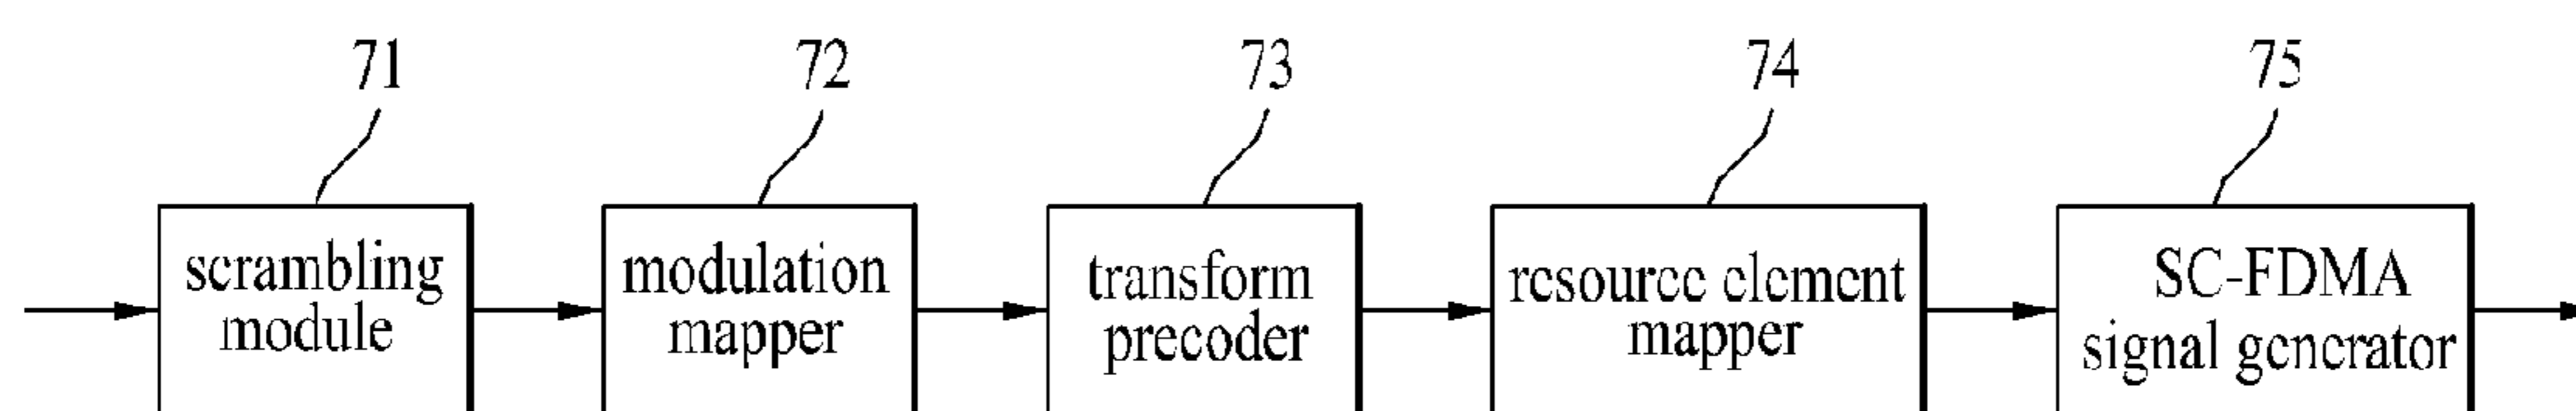 71
72
73
74
75
scrambling
module
modulation
mapper
transform
precoder
resource element
mapper
SC-FDMA
signal generator